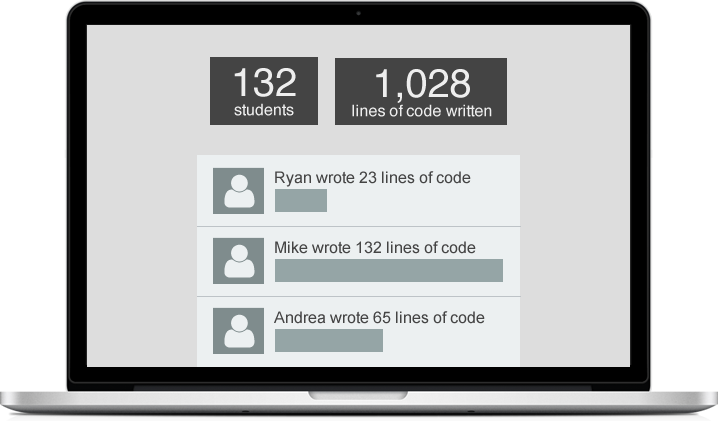 132
students
1,028
lines of code written
Ryan wrote 23 lines of code
Mike wrote 132 lines of code
Andrea wrote 65 lines of code